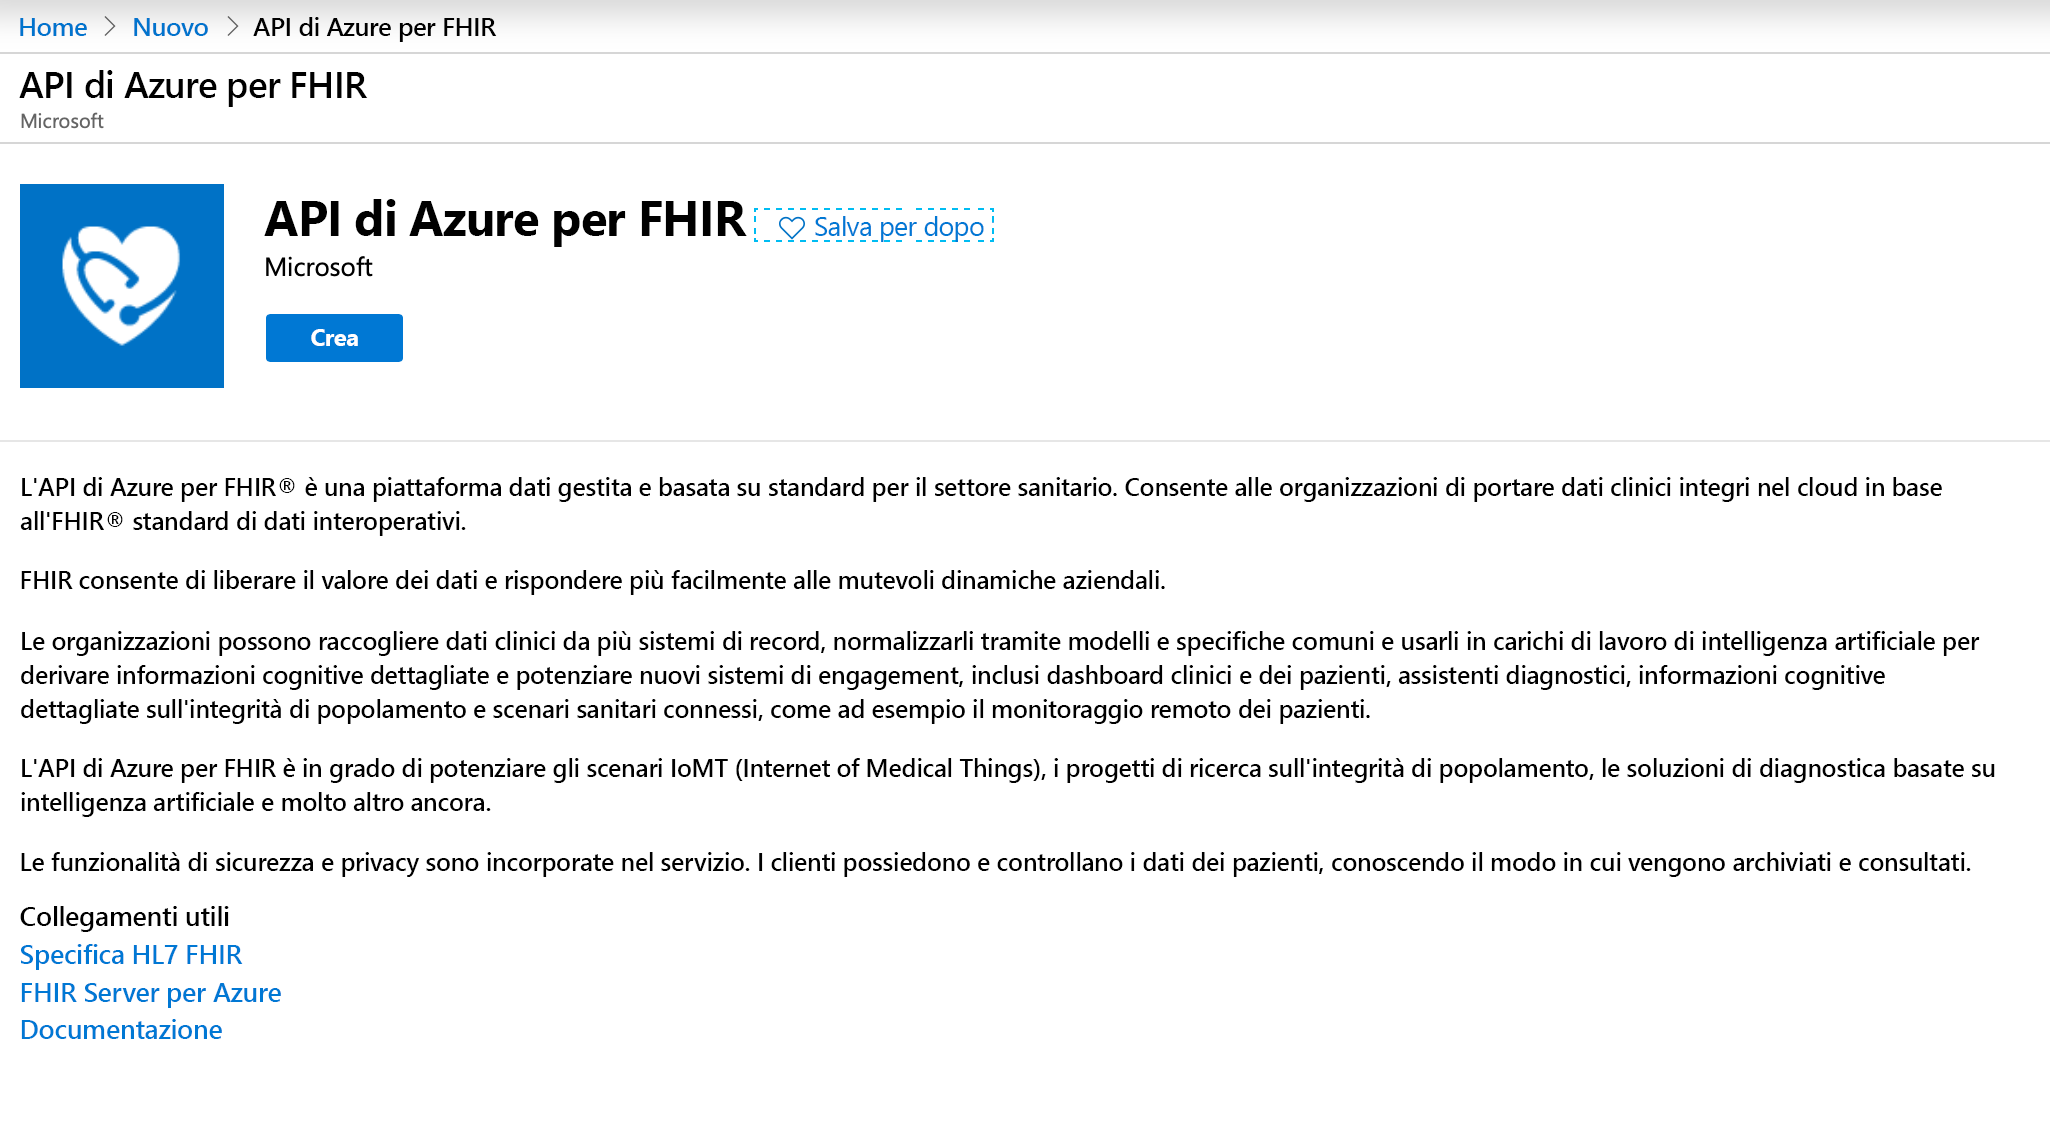 Home > Nuovo > API di Azure per FHIR
API di Azure per FHIR
Microsoft
API di Azure per FHIR Salva per dopo
Microsoft
Crea
L'API di Azure per FHIR® è una piattaforma dati gestita e basata su standard per il settore sanitario. Consente alle organizzazioni di portare dati clinici integri nel cloud in base
all'FHIR® standard di dati interoperativi.
FHIR consente di liberare il valore dei dati e rispondere più facilmente alle mutevoli dinamiche aziendali.
Le organizzazioni possono raccogliere dati clinici da più sistemi di record, normalizzarli tramite modelli e specifiche comuni e usarli in carichi di lavoro di intelligenza artificiale per
derivare informazioni cognitive dettagliate e potenziare nuovi sistemi di engagement, inclusi dashboard clinici e dei pazienti, assistenti diagnostici, informazioni cognitive
dettagliate sull'integrità di popolamento e scenari sanitari connessi, come ad esempio il monitoraggio remoto dei pazienti.
L'API di Azure per FHIR è in grado di potenziare gli scenari IoMT (Internet of Medical Things), i progetti di ricerca sull'integrità di popolamento, le soluzioni di diagnostica basate su
intelligenza artificiale e molto altro ancora.
Le funzionalità di sicurezza e privacy sono incorporate nel servizio. I clienti possiedono e controllano i dati dei pazienti, conoscendo il modo in cui vengono archiviati e consultati.
Collegamenti utili
Specifica HL7 FHIR
FHIR Server per Azure
Documentazione